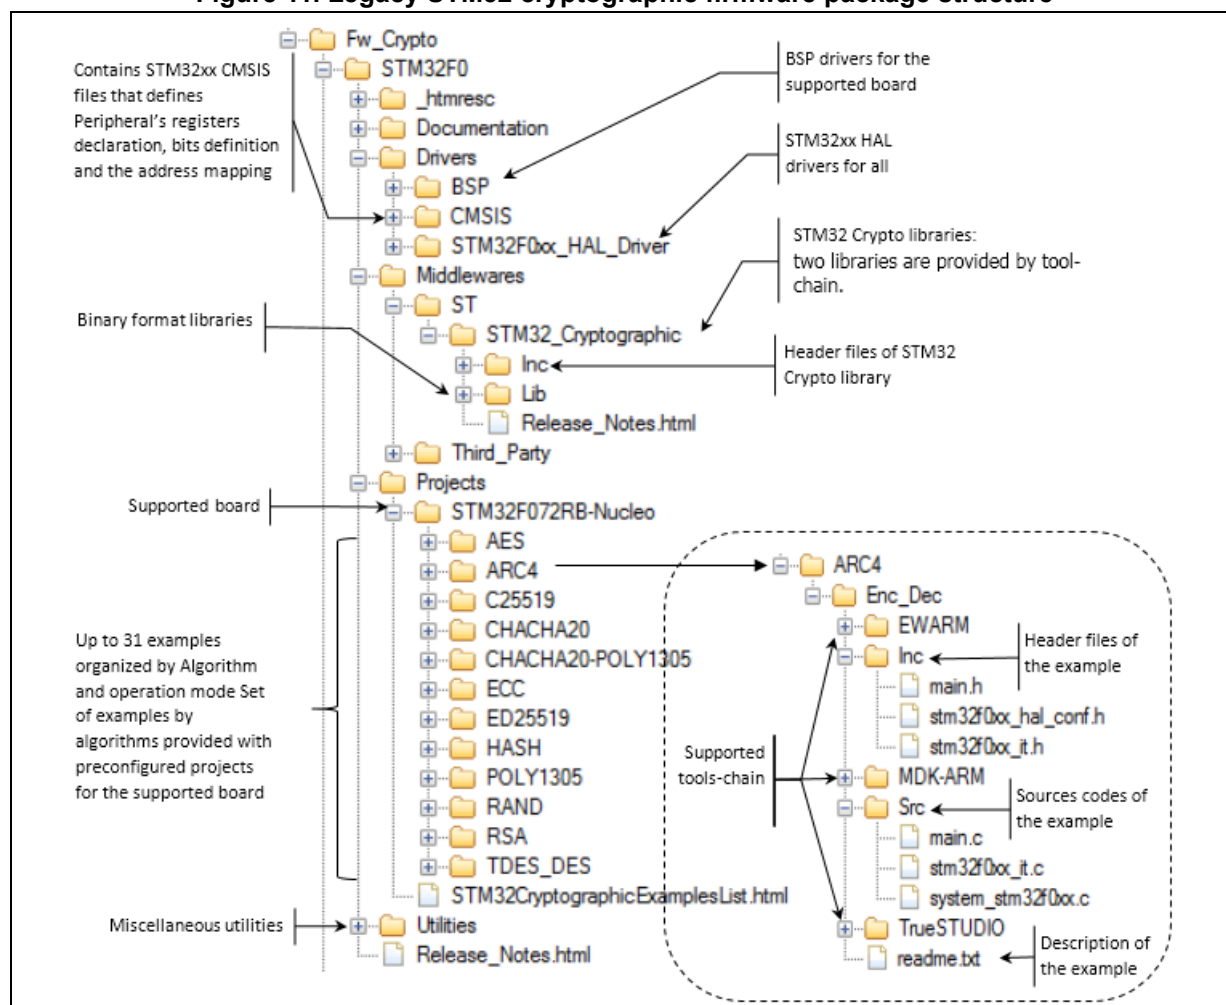 Figure 11. Legacy STM32 cryptographic firmware package structure
Fw_Crypto
STM32F0
_htmresc
Documentation
Drivers
BSP
CMSIS
STM32F0xx_HAL_Driver
Middlewares
ST
STM32_Cryptographic
Inc
Lib
Release_Notes.html
Third_Party
Projects
STM32F072RB-Nucleo
AES
ARC4
C25519
CHACHA20
CHACHA20-POLY1305
ECC
ED25519
HASH
POLY1305
RAND
RSA
TDES_DES
STM32CryptographicExamplesList.html
Utilities
Release_Notes.html
Contains STM32xx CMSIS
files that defines
Peripheral's registers
declaration, bits definition
and the address mapping
Binary format libraries
Supported board
Up to 31 examples
organized by Algorithm
and operation mode Set
of examples by
algorithms provided with
preconfigured projects
for the supported board
Miscellaneous utilities
BSP drivers for the
supported board
STM32xx HAL
drivers for all
STM32 Crypto libraries:
two libraries are provided by tool-
chain.
Header files of STM32
Crypto library
ARC4
Enc_Dec
EWARM
Inc
main.h
stm32f0xx_hal_conf.h
stm32f0xx_it.h
MDK-ARM
Src
main.c
stm32f0xx_it.c
system_stm32f0xx.c
TrueSTUDIO
readme.txt
Header files of
the example
Supported
tools-chain
Sources codes of
the example
Description of
the example